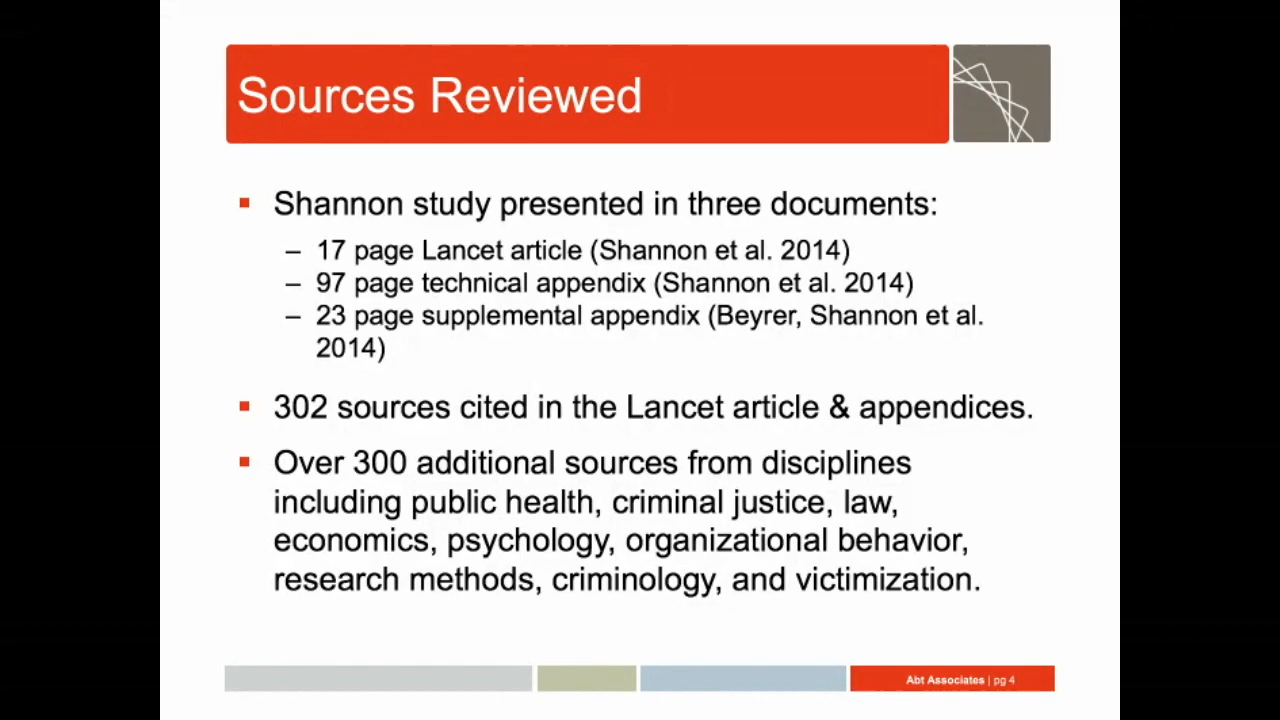 Sources Reviewed
▪ Shannon study presented in three documents:
– 17 page Lancet article (Shannon et al. 2014)
– 97 page technical appendix (Shannon et al. 2014)
– 23 page supplemental appendix (Beyrer, Shannon et al.
2014)
▪ 302 sources cited in the Lancet article & appendices.
▪ Over 300 additional sources from disciplines
including public health, criminal justice, law,
economics, psychology, organizational behavior,
research methods, criminology, and victimization.
Abt Associates | pg 4